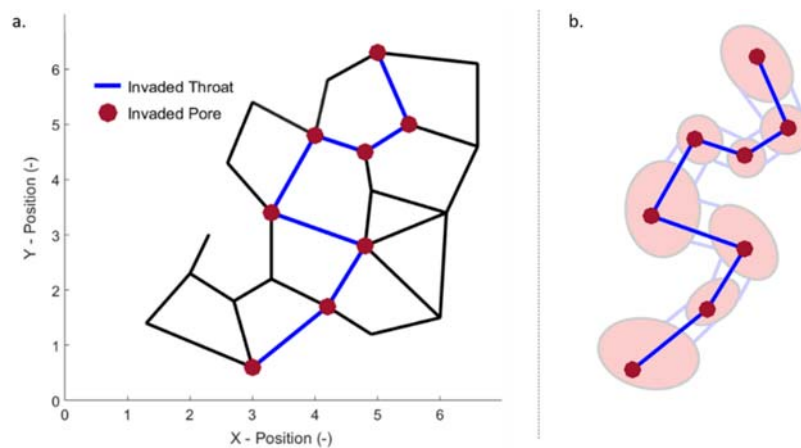 a.
b.
6
5
4
3
2
1
0
Y - Position (-)
Invaded Throat
Invaded Pore
0 1 2 3 4 5 6
X - Position (-)